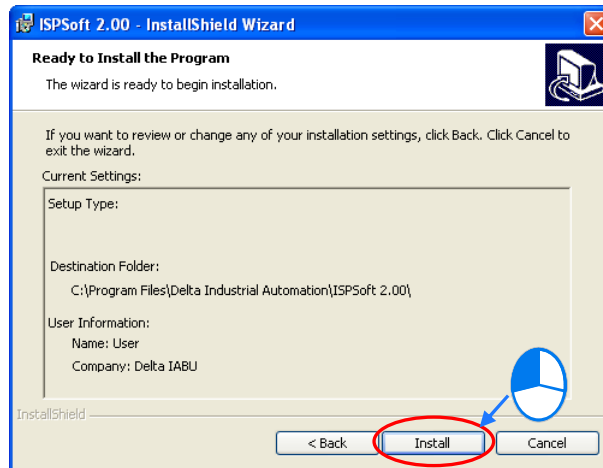 ISPSoft 2.00 - InstallShield Wizard
Ready to Install the Program
The wizard is ready to begin installation.
If you want to review or change any of your installation settings, click Back. Click Cancel to
exit the wizard.
Current Settings:
Setup Type:
Destination Folder:
C:\Program Files\Delta Industrial Automation\ISPSoft 2.00\
User Information:
Name: User
Company: Delta IABU
InstallShield
< Back Install Cancel